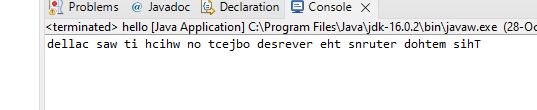 Problems @ Javadoc Declaration Console
<terminated> hello [Java Application] C:\Program Files\Java\jdk-16.0.2\bin\javaw.exe (28-Oc
dellac saw ti hcihw no tcejbo desrever eht snruter dohtem sihT